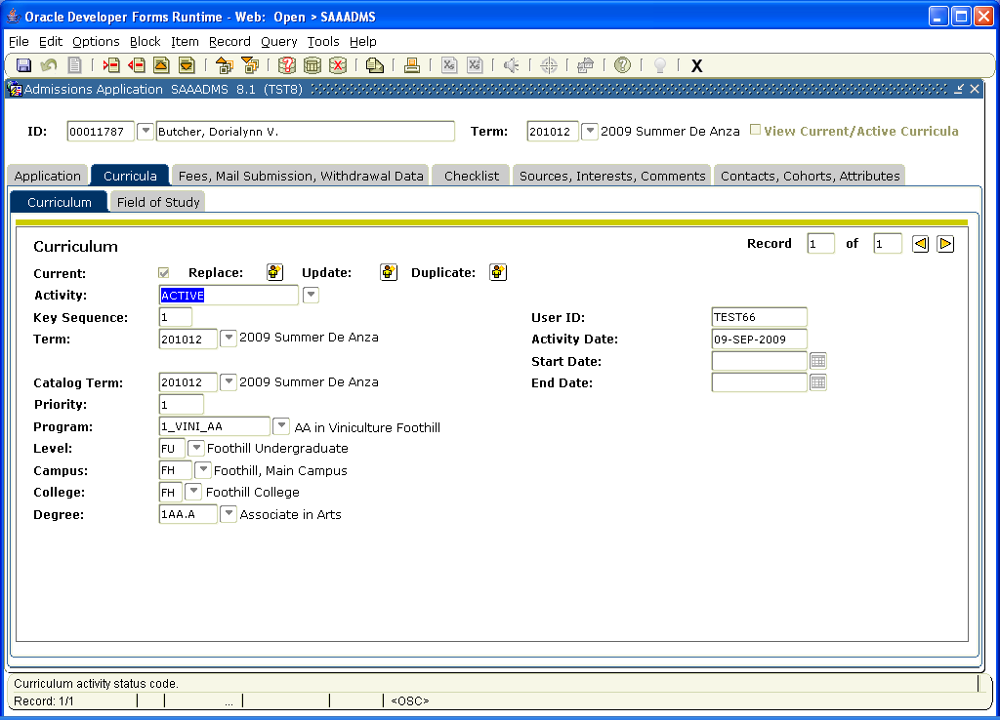 Oracle Developer Forms Runtime - Web: Open > SAAADMS
File Edit Options Block Item Record Query Tools Help
X
Admissions Application SAAADMS 8.1 (TST8)
ID: 00011787 Butcher, Dorialynn V. Term: 201012 2009 Summer De Anza View Current/Active Curricula
Application Curricula Fees, Mail Submission, Withdrawal Data Checklist Sources, Interests, Comments Contacts, Cohorts, Attributes
Curriculum Field of Study
Curriculum Record 1 of 1
Current: Replace: Update: Duplicate:
Activity: ACTIVE
Key Sequence: 1 User ID: TEST66
Term: 201012 2009 Summer De Anza Activity Date: 09-SEP-2009
Start Date:
Catalog Term: 201012 2009 Summer De Anza End Date:
Priority: 1
Program: 1_VINI_AA AA in Viniculture Foothill
Level: FU Foothill Undergraduate
Campus: FH Foothill, Main Campus
College: FH Foothill College
Degree: 1AA.A Associate in Arts
Curriculum activity status code.
Record: 1/1 ... <OSC>